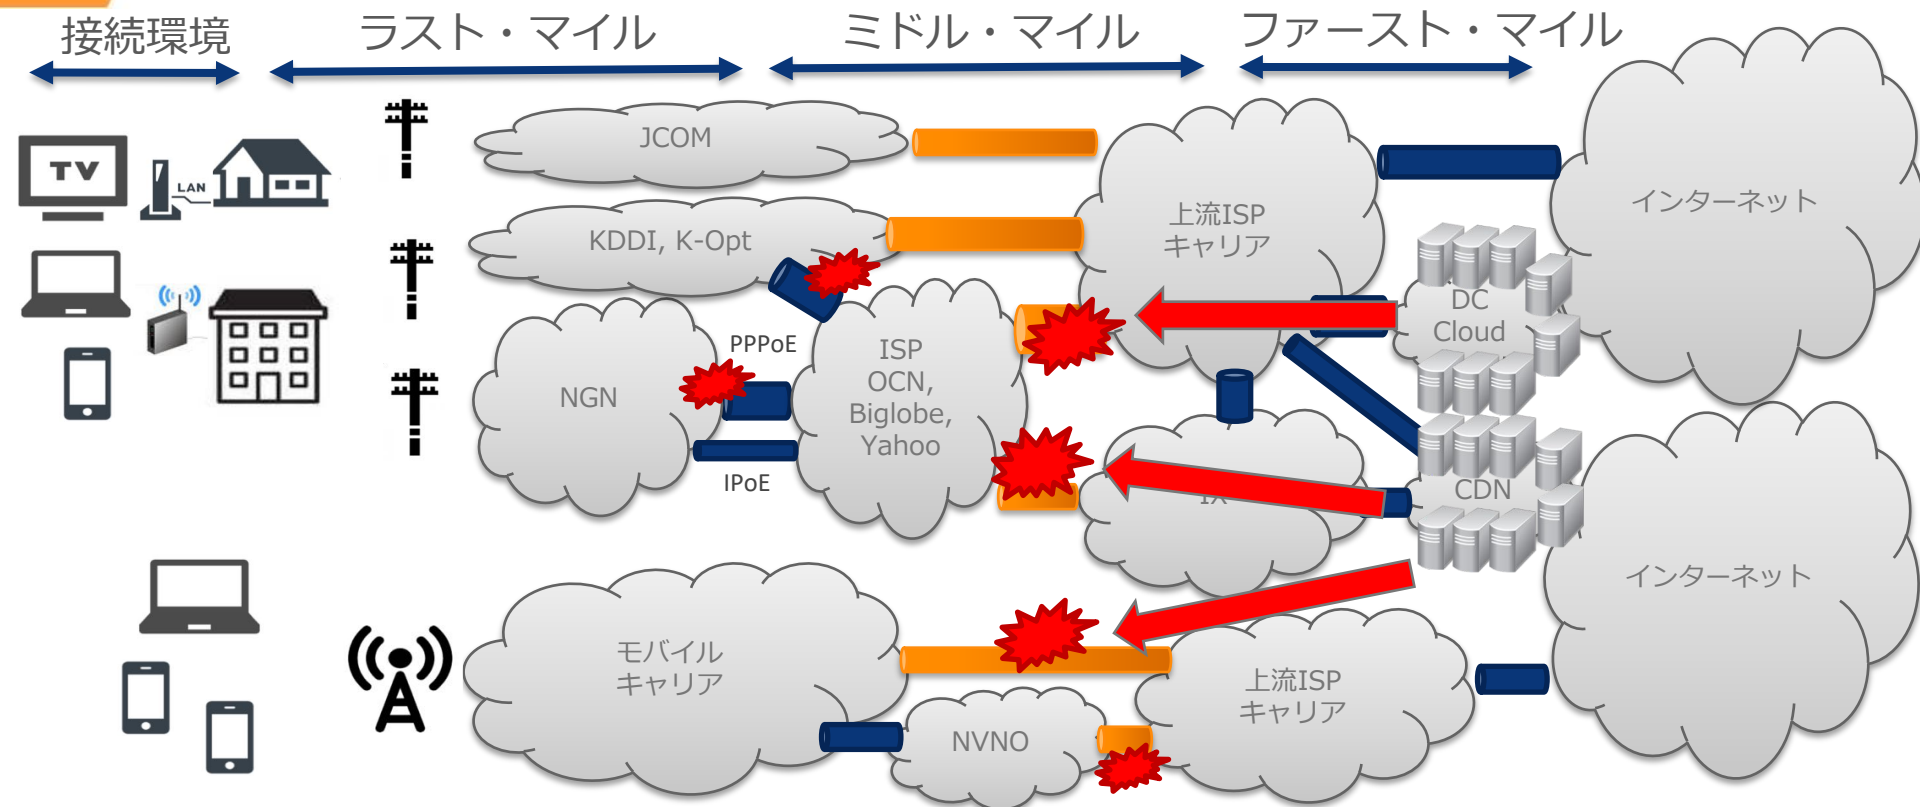 接続環境
ラスト・マイル
ミドル・マイル
ファースト・マイル
JCOM
TV
LAN
KDDI, K-Opt
上流ISP
キャリア
インターネット
DC
Cloud
PPPoE
NGN
ISP
OCN,
Biglobe,
Yahoo
IPoE
IX
CDN
インターネット
モバイル
キャリア
上流ISP
キャリア
NVNO